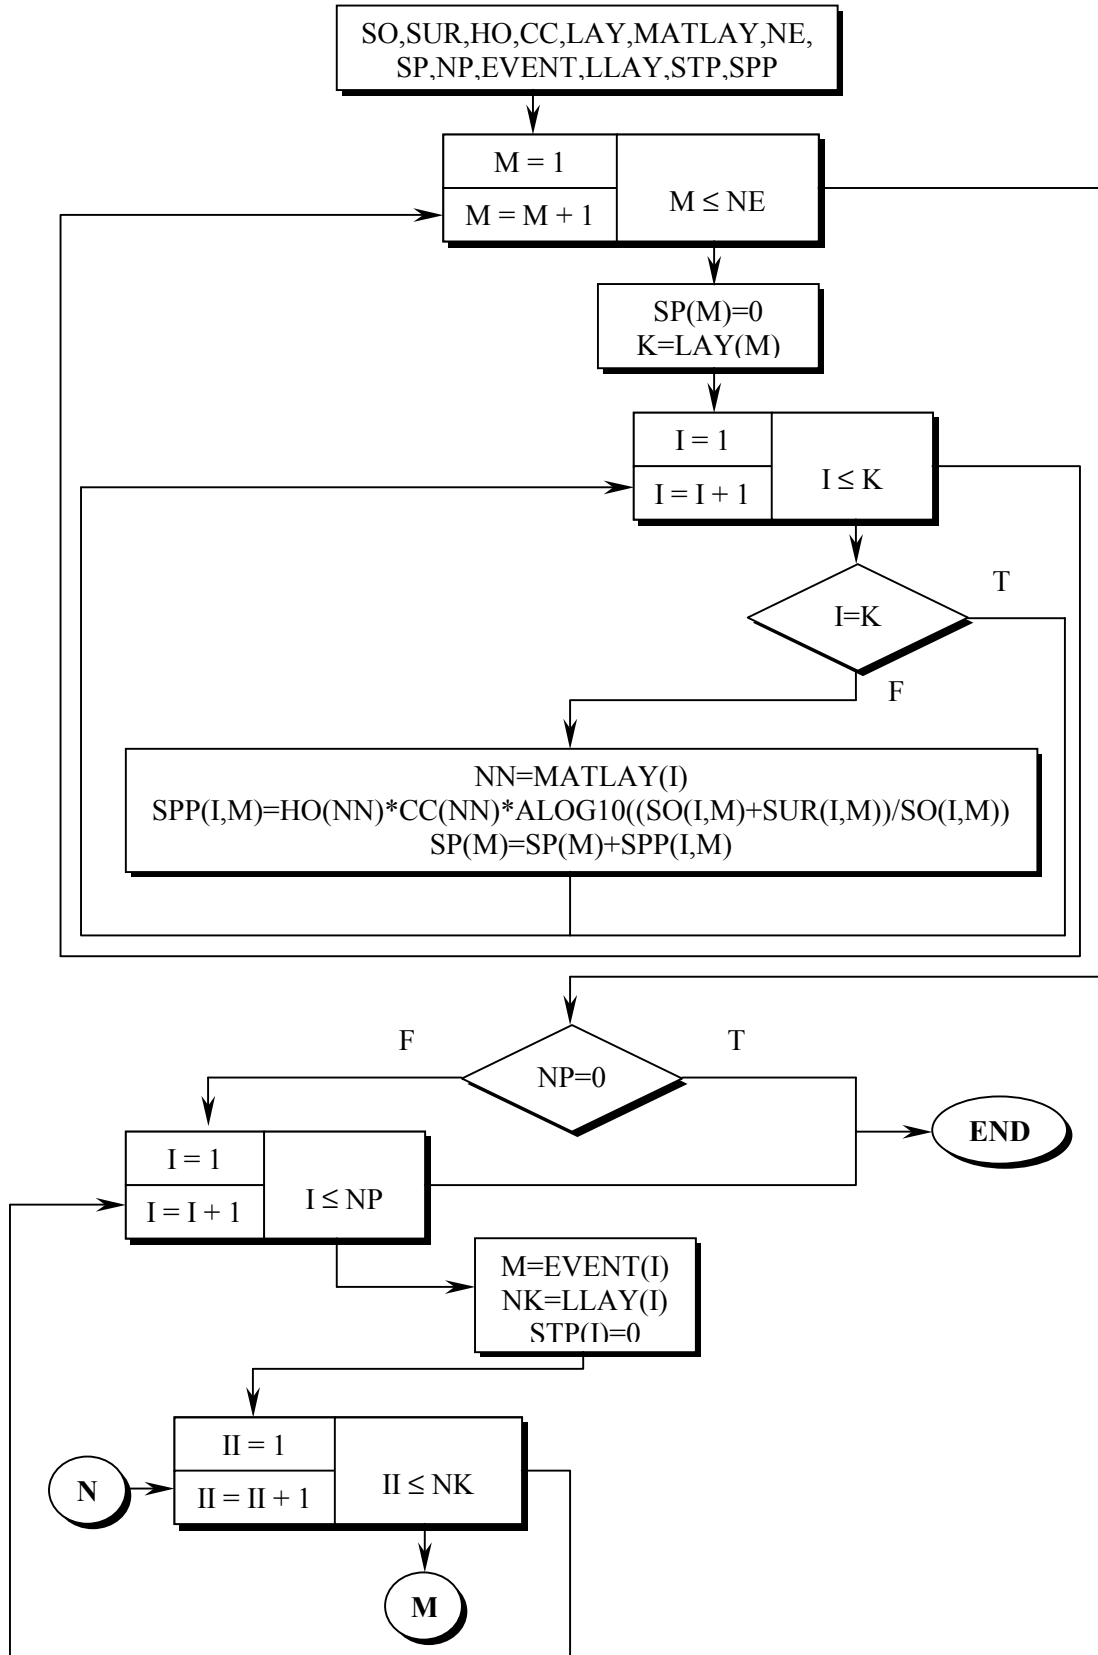 SO,SUR,HO,CC,LAY,MATLAY,NE,
SP,NP,EVENT,LLAY,STP,SPP
M = 1
M = M + 1
M ≤ NE
SP(M)=0
K=LAY(M)
I = 1
I = I + 1
I ≤ K
I=K
T
F
NN=MATLAY(I)
SPP(I,M)=HO(NN)*CC(NN)*ALOG10((SO(I,M)+SUR(I,M))/SO(I,M))
SP(M)=SP(M)+SPP(I,M)
F
T
NP=0
END
I = 1
I = I + 1
I ≤ NP
M=EVENT(I)
NK=LLAY(I)
STP(I)=0
II = 1
II = II + 1
II ≤ NK
N
M